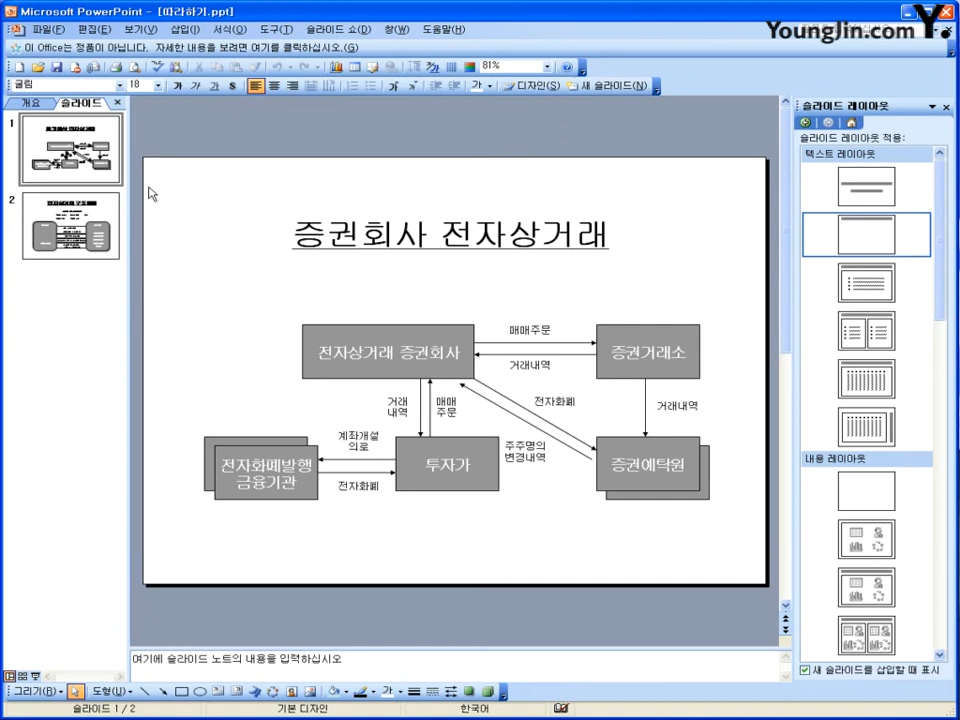 Microsoft PowerPoint - [따라하기.ppt]
파일(F) 편집(E) 보기(V) 삽입(I) 서식(O) 도구(T) 슬라이드 쇼(D) 창(W) 도움말(H)
YoungJin.com Y.
이 Office는 정품이 아닙니다. 자세한 내용을 보려면 여기를 클릭하십시오.(G)
81%
굴림 18 가 가 가 S 가 가 가 디자인(S) 새 슬라이드(N)
개요 슬라이드
슬라이드 레이아웃
슬라이드 레이아웃 적용:
텍스트 레이아웃
내용 레이아웃
새 슬라이드를 삽입할 때 표시
1
2
증권회사 전자상거래
전자상거래 증권회사
매매주문
거래내역
증권거래소
거래
내역
매매
주문
전자화폐
거래내역
계좌개설
의로
주주명의
변경내역
전자화폐발행
금융기관
투자가
증권예탁원
전자화폐
여기에 슬라이드 노트의 내용을 입력하십시오
그리기(R) 도형(U) 가
슬라이드 1 / 2 기본 디자인 한국어